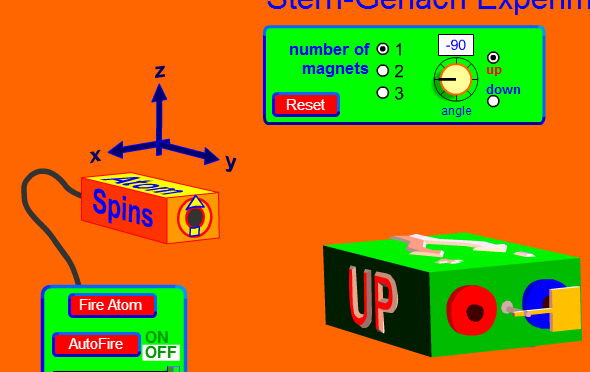 Stern-Gerlach Experim
number of
magnets
1
2
3
-90
up
down
angle
Reset
z
x
y
Atom
Spins
UP
Fire Atom
AutoFire
ON
OFF